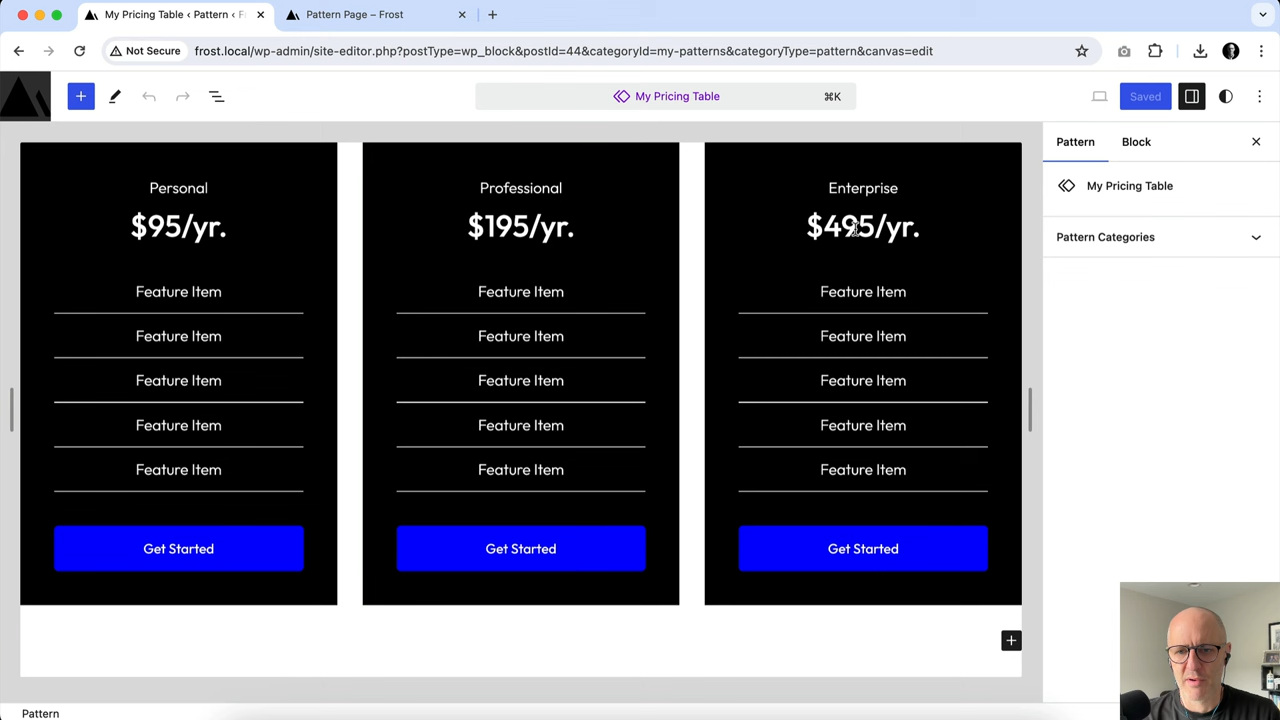 My Pricing Table ‹ Pattern ‹ F
Pattern Page – Frost
Not Secure
frost.local/wp-admin/site-editor.php?postType=wp_block&postId=44&categoryId=my-patterns&categoryType=pattern&canvas=edit
My Pricing Table
⌘K
Saved
Pattern
Block
My Pricing Table
Pattern Categories
Personal
$95/yr.
Feature Item
Feature Item
Feature Item
Feature Item
Feature Item
Get Started
Professional
$195/yr.
Feature Item
Feature Item
Feature Item
Feature Item
Feature Item
Get Started
Enterprise
$495/yr.
Feature Item
Feature Item
Feature Item
Feature Item
Feature Item
Get Started
Pattern